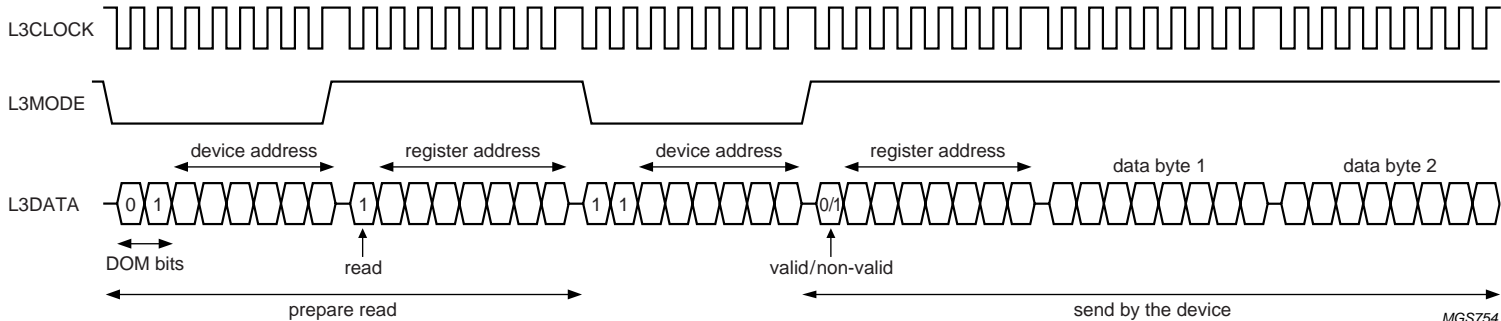 L3CLOCK
L3MODE
device address register address device address register address data byte 1 data byte 2
L3DATA 0 1 1 1 1 0/1
DOM bits read valid/non-valid
prepare read send by the device
MGS754